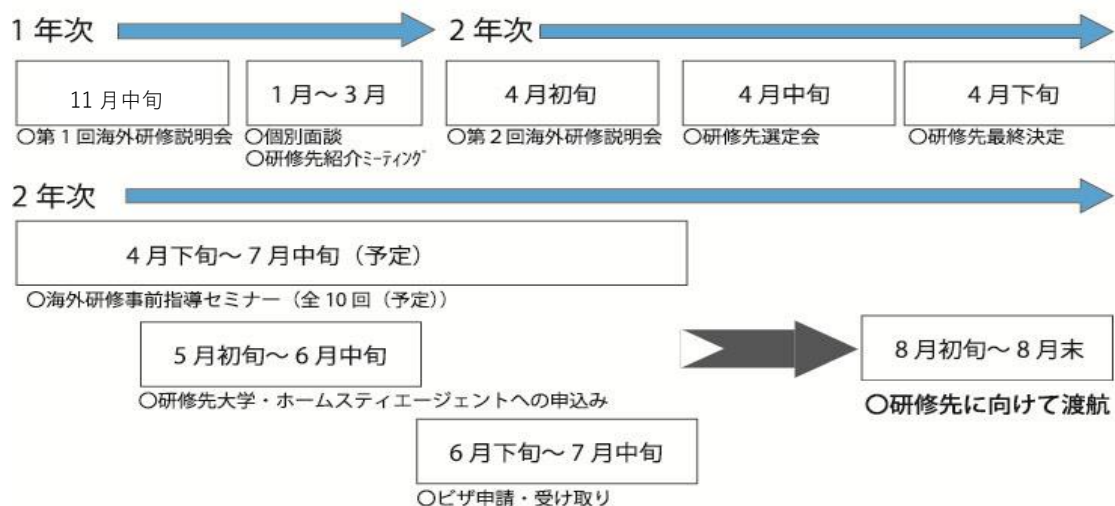 1年次
2年次
11月中旬
1月～3月
4月初旬
4月中旬
4月下旬
○第1回海外研修説明会
○個別面談
○研修先紹介ﾐｰﾃｨﾝｸﾞ
○第2回海外研修説明会
○研修先選定会
○研修先最終決定
2年次
4月下旬～7月中旬（予定）
○海外研修事前指導セミナー（全10回（予定））
5月初旬～6月中旬
○研修先大学・ホームスティエージェントへの申込み
8月初旬～8月末
○研修先に向けて渡航
6月下旬～7月中旬
○ビザ申請・受け取り